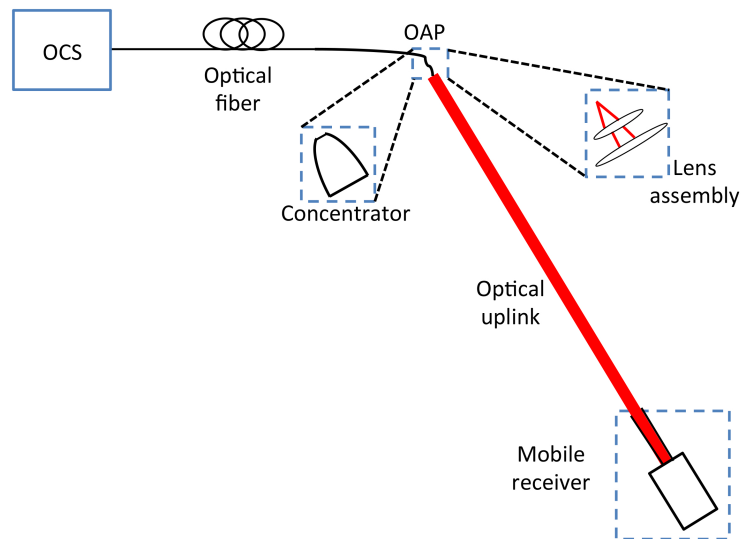 OCS
Optical
fiber
OAP
Concentrator
Lens
assembly
Optical
uplink
Mobile
receiver